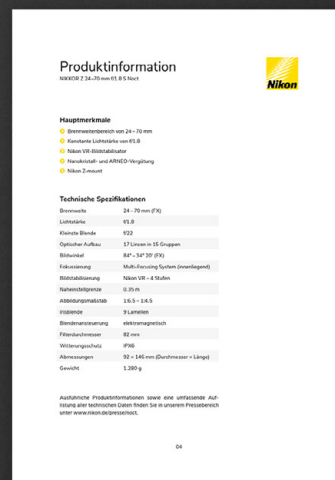 Produktinformation
NIKKOR Z 24–70 mm f/1.8 S Noct
Nikon
Hauptmerkmale
Brennweitenbereich von 24 – 70 mm
Konstante Lichtstärke von f/1.8
Nikon VR-Bildstabilisator
Nanokristall- und ARNEO-Vergütung
Nikon Z-mount
Technische Spezifikationen
Brennweite 24 – 70 mm (FX)
Lichtstärke f/1.8
Kleinste Blende f/22
Optischer Aufbau 17 Linsen in 15 Gruppen
Bildwinkel 84° – 34° 20' (FX)
Fokussierung Multi-Focusing System (innenliegend)
Bildstabilisierung Nikon VR – 4 Stufen
Naheinstellgrenze 0.35 m
Abbildungsmaßstab 1:6.5 – 1:4.5
Irisblende 9 Lamellen
Blendenansteuerung elektromagnetisch
Filterdurchmesser 82 mm
Witterungsschutz IPX6
Abmessungen 92 × 146 mm (Durchmesser × Länge)
Gewicht 1.280 g
Ausführliche Produktinformationen sowie eine umfassende Auf-
listung aller technischen Daten finden Sie in unserem Pressebereich
unter www.nikon.de/presse/noct.
04